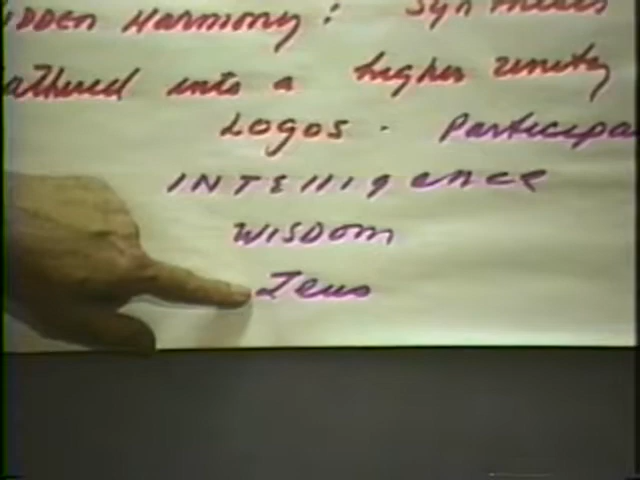 IDDEN HARMONY: SYNTHESIS
athered into a higher unity
LOGOS - Participa
INTElligence
WISDOM
Zeus